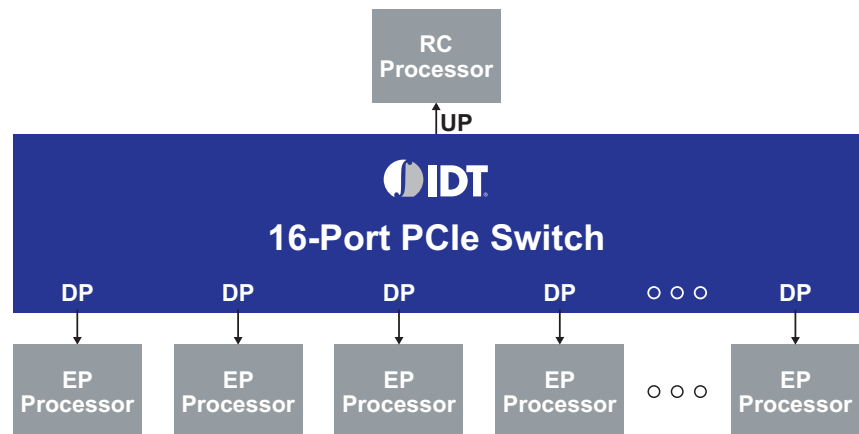 RC
Processor
UP
IDT
16-Port PCIe Switch
DP DP DP DP DP
EP EP EP EP EP
Processor Processor Processor Processor Processor